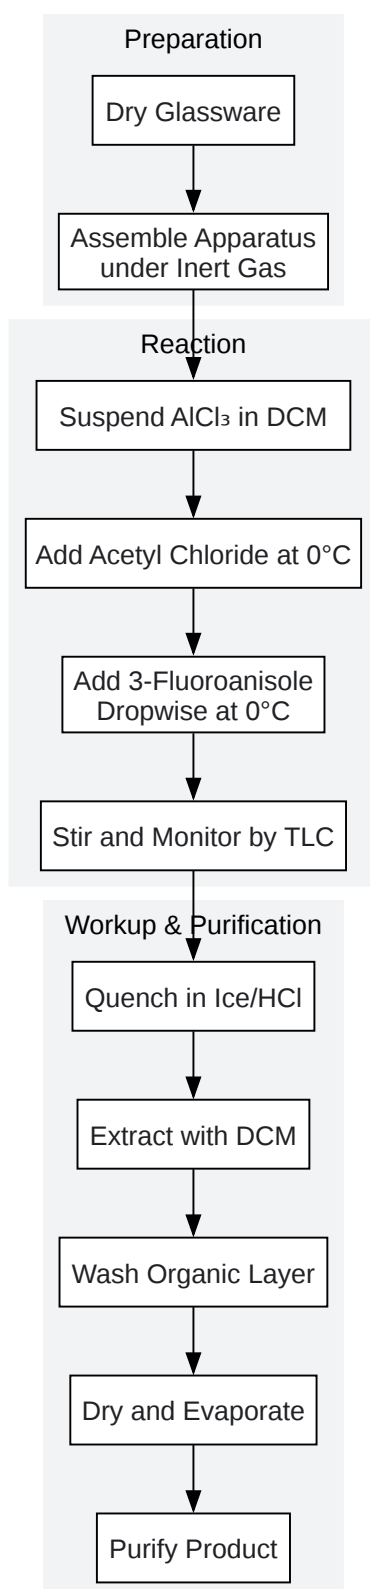 Preparation
Dry Glassware
Assemble Apparatus
under Inert Gas
Reaction
Suspend AlCl₃ in DCM
Add Acetyl Chloride at 0°C
Add 3-Fluoroanisole
Dropwise at 0°C
Stir and Monitor by TLC
Workup & Purification
Quench in Ice/HCl
Extract with DCM
Wash Organic Layer
Dry and Evaporate
Purify Product